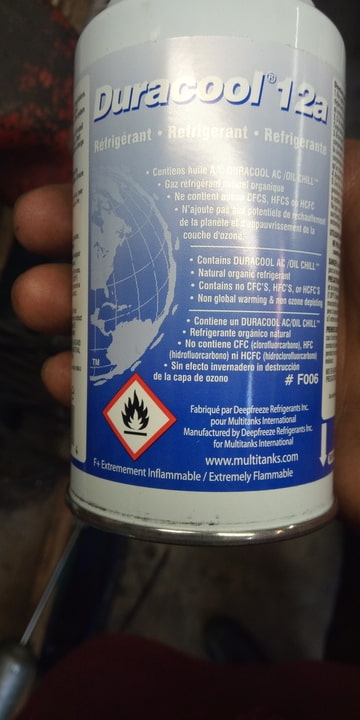 Duracool® 12a
Réfrigérant • Refrigerant • Refrigerante
• Contiens huile A/C DURACOOL AC /OIL CHILL™
• Gaz réfrigérant naturel organique
• Ne contient aucun CFCS, HFCS ou HCFC
• N'ajoute pas aux potentiels de réchauffement
de la planète et d'appauvrissement de la
couche d'ozone.
• Contains DURACOOL AC /OIL CHILL™
• Natural organic refrigerant
• Contains no CFC'S, HFC'S, or HCFC'S
• Non global warming & non ozone depleting
• Contiene un DURACOOL AC/OIL CHILL™
• Refrigerante orgánico natural
• No contiene CFC (clorofluorcarbono), HFC
(hidrofluorcarbono) ni HCFC (hidroclorofluorcarbono)
• Sin efecto invernadero in destrucción
de la capa de ozono
# F006
TM
Fabriqué par Deepfreeze Refrigerants Inc.
pour Multitanks International
Manufactured by Deepfreeze Refrigerants Inc.
for Multitanks International
www.multitanks.com
F+ Extremement Inflammable / Extremely Flammable